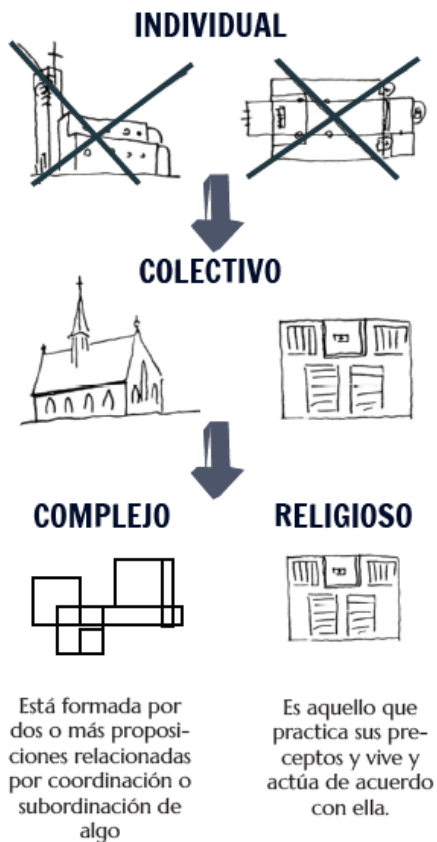 INDIVIDUAL
COLECTIVO
COMPLEJO
RELIGIOSO
Está formada por
dos o más proposi-
ciones relacionadas
por coordinación o
subordinación de
algo
Es aquello que
practica sus pre-
ceptos y vive y
actúa de acuerdo
con ella.